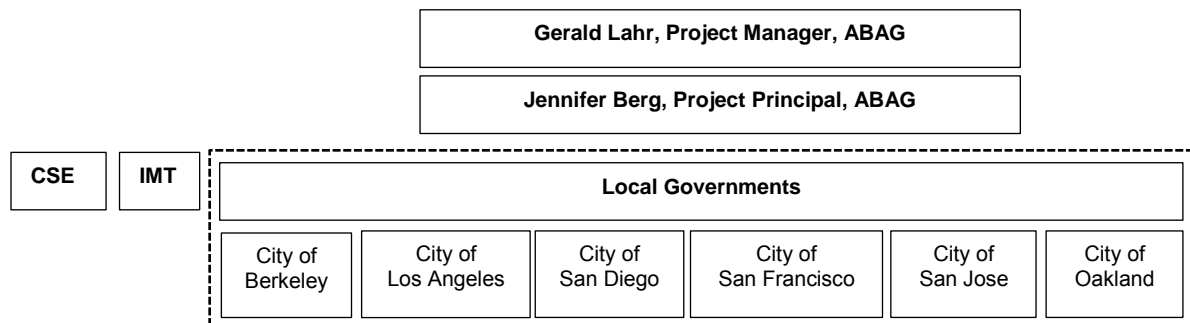 Gerald Lahr, Project Manager, ABAG
Jennifer Berg, Project Principal, ABAG
CSE
IMT
Local Governments
City of
Berkeley
City of
Los Angeles
City of
San Diego
City of
San Francisco
City of
San Jose
City of
Oakland